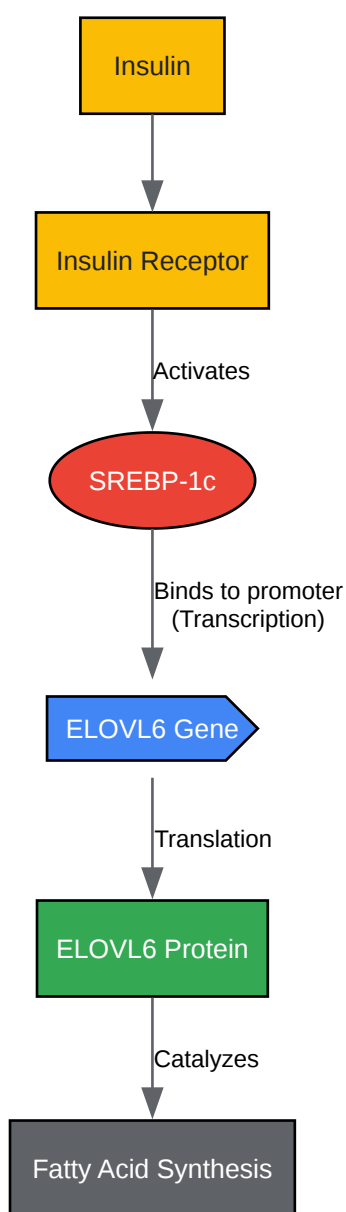 Insulin
Insulin Receptor
Activates
SREBP-1c
Binds to promoter
(Transcription)
ELOVL6 Gene
Translation
ELOVL6 Protein
Catalyzes
Fatty Acid Synthesis